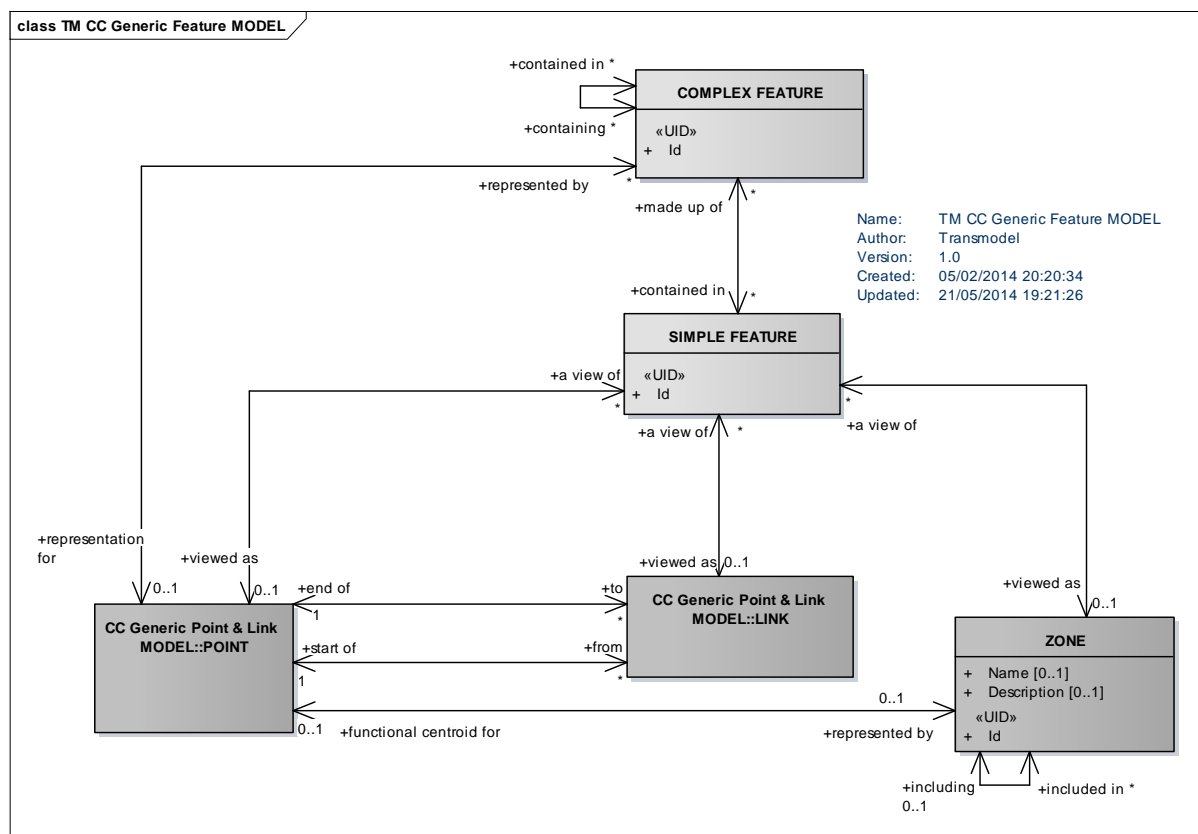 class TM CC Generic Feature MODEL
+contained in *
COMPLEX FEATURE
+containing *
«UID»
+ Id
+represented by
*
*
+made up of
Name: TM CC Generic Feature MODEL
Author: Transmodel
Version: 1.0
Created: 05/02/2014 20:20:34
Updated: 21/05/2014 19:21:26
+contained in
*
SIMPLE FEATURE
+a view of
«UID»
+ Id
*
*
+a view of
*
+a view of
+representation
for
+viewed as
+viewed as 0..1
+viewed as
0..1
0..1
0..1
+end of
+to
1
*
CC Generic Point & Link
MODEL::POINT
CC Generic Point & Link
MODEL::LINK
+start of
+from
1
*
ZONE
+ Name [0..1]
+ Description [0..1]
«UID»
+ Id
0..1
0..1
+functional centroid for
+represented by
+including
0..1
+included in *